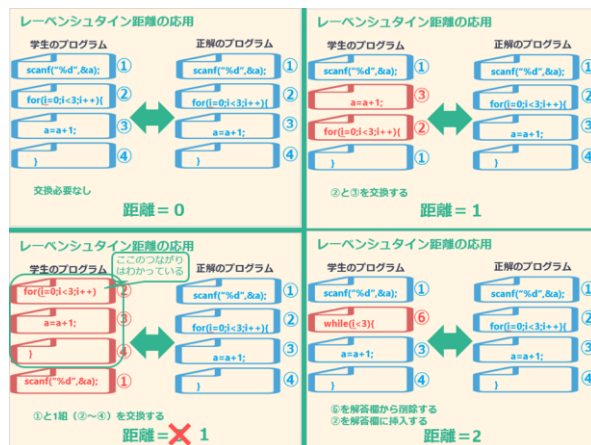 レーベンシュタイン距離の応用
学生のプログラム
正解のプログラム
scanf("%d",&a);
①
scanf("%d",&a);
①
for(i=0;i<3;i++){
②
for(i=0;i<3;i++){
②
a=a+1;
③
a=a+1;
③
}
④
}
④
交換必要なし
距離＝0
レーベンシュタイン距離の応用
学生のプログラム
正解のプログラム
scanf("%d",&a);
①
scanf("%d",&a);
①
a=a+1;
③
for(i=0;i<3;i++){
②
for(i=0;i<3;i++){
②
a=a+1;
③
}
①
}
④
②と③を交換する
距離＝1
レーベンシュタイン距離の応用
ここのつながり
はわかっている
学生のプログラム
正解のプログラム
for(i=0;i<3;i++)
②
scanf("%d",&a);
①
a=a+1;
③
for(i=0;i<3;i++){
②
}
④
a=a+1;
③
scanf("%d",&a);
①
}
④
①と1組（②～④）を交換する
距離＝ 1
レーベンシュタイン距離の応用
学生のプログラム
正解のプログラム
scanf("%d",&a);
①
scanf("%d",&a);
①
while(i<3){
⑥
for(i=0;i<3;i++){
②
a=a+1;
③
a=a+1;
③
}
④
}
④
⑥を解答欄から削除する
②を解答欄に挿入する
距離＝2